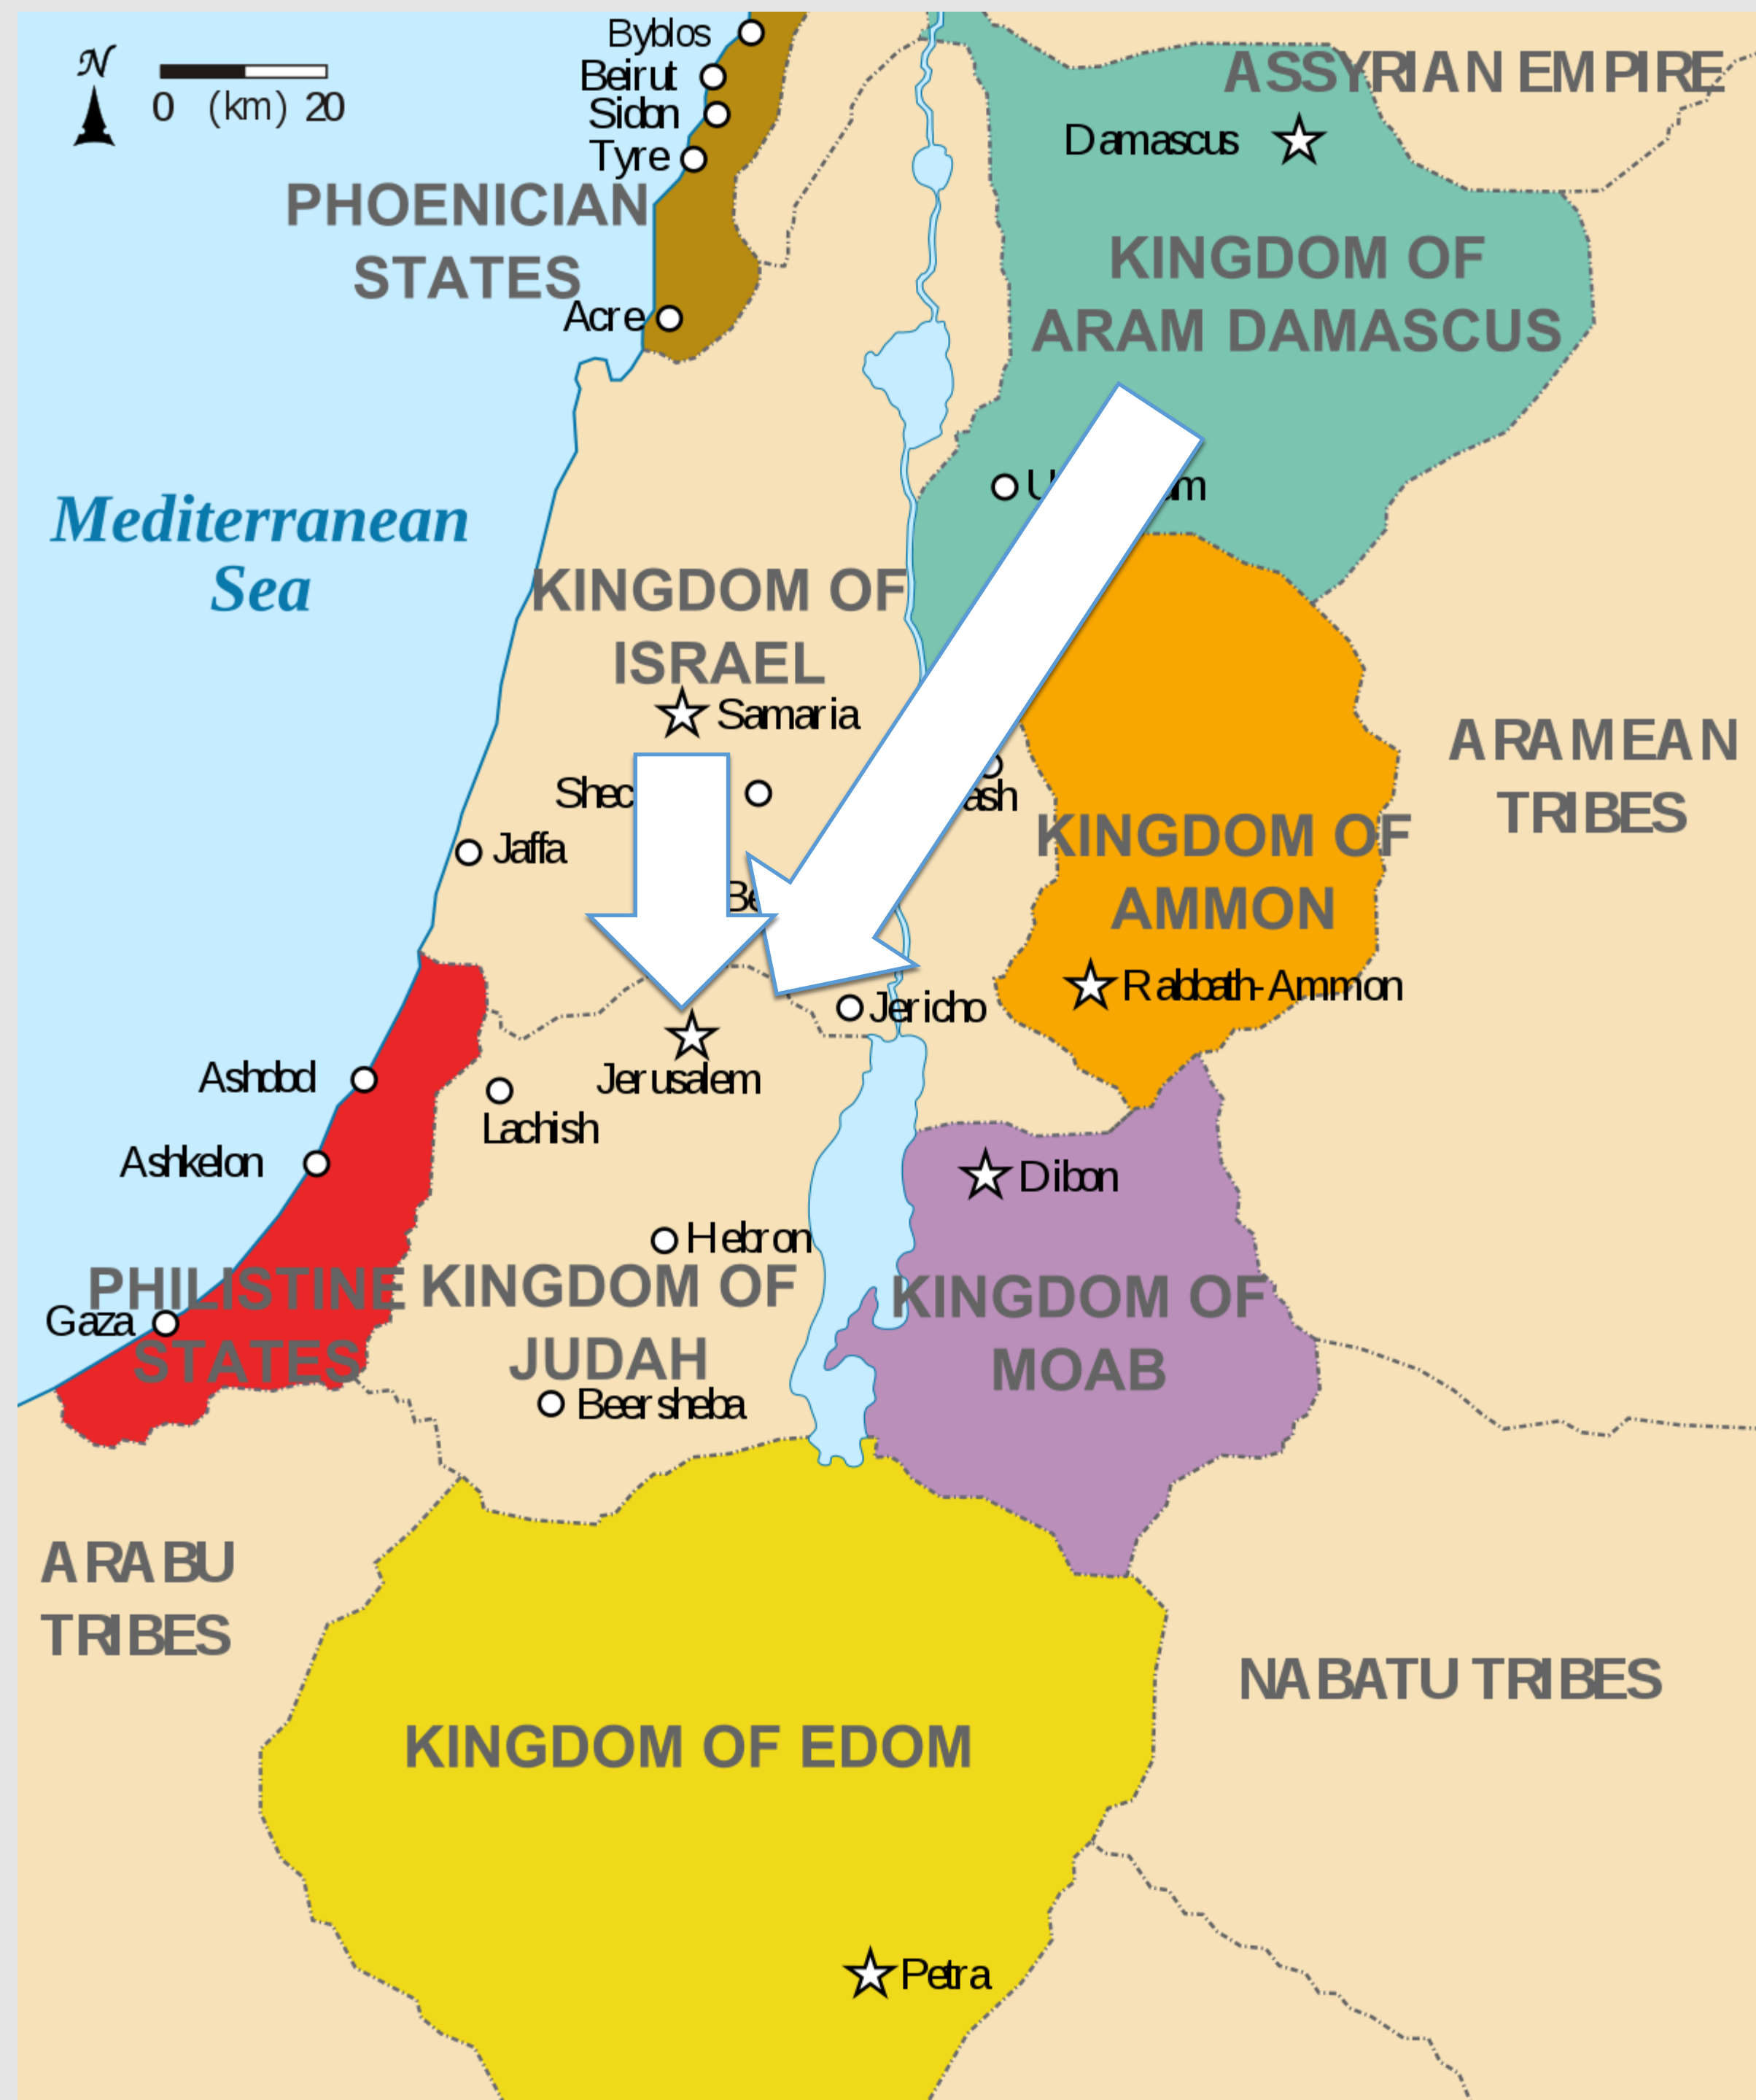 Byblos
Beirut
Sidon
Tyre
N
0 (km) 20
ASSYRIAN EMPIRE
Damascus
PHOENICIAN
STATES
Acre
KINGDOM OF
ARAM DAMASCUS
Mediterranean
Sea
KINGDOM OF
ISRAEL
Samaria
Jaffa
ARAMEAN
TRIBES
KINGDOM OF
AMMON
Rabbath-Ammon
Jericho
Jerusalem
Ashdod
Lachish
Ashkelon
Dibon
Hebron
PHILISTINE
STATES
Gaza
KINGDOM OF
JUDAH
KINGDOM OF
MOAB
Beersheba
ARABU
TRIBES
NABATU TRIBES
KINGDOM OF EDOM
Petra